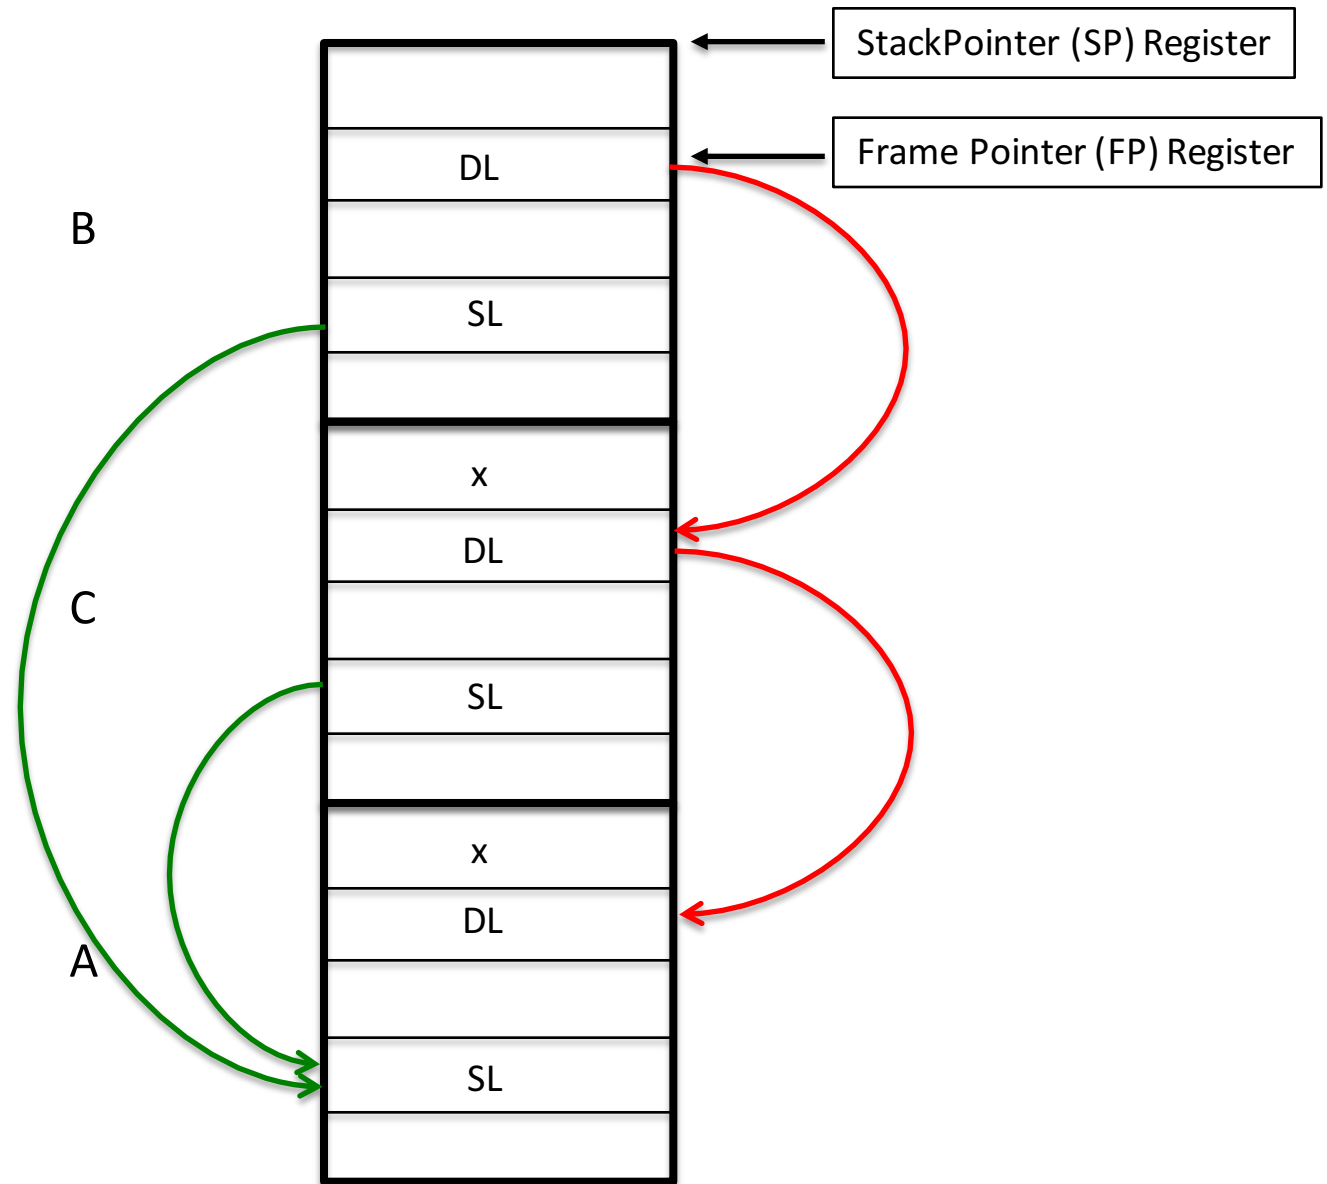 StackPointer (SP) Register
Frame Pointer (FP) Register
DL
B
SL
x
DL
C
SL
x
DL
A
SL